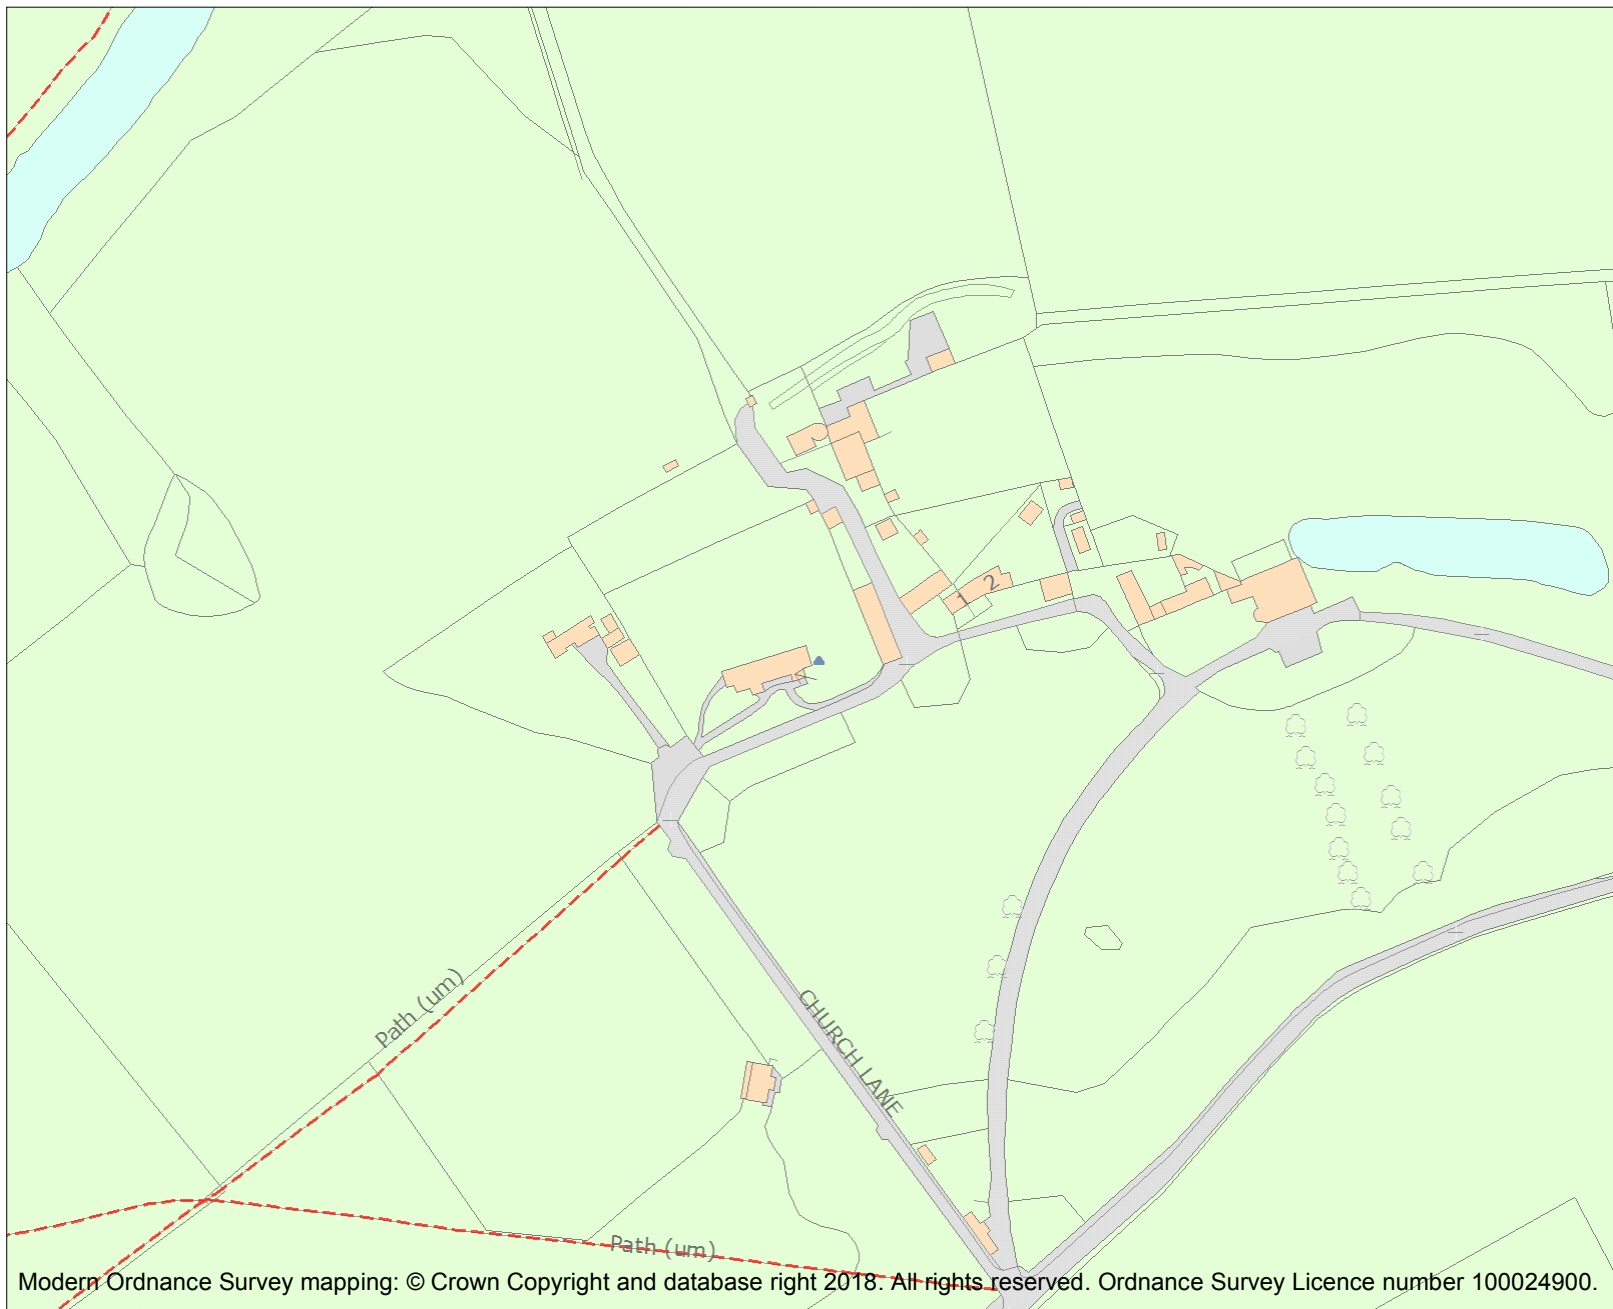 1 2
Path (um)
CHURCH LANE
Path (um)
Modern Ordnance Survey mapping: © Crown Copyright and database right 2018. All rights reserved. Ordnance Survey Licence number 100024900.